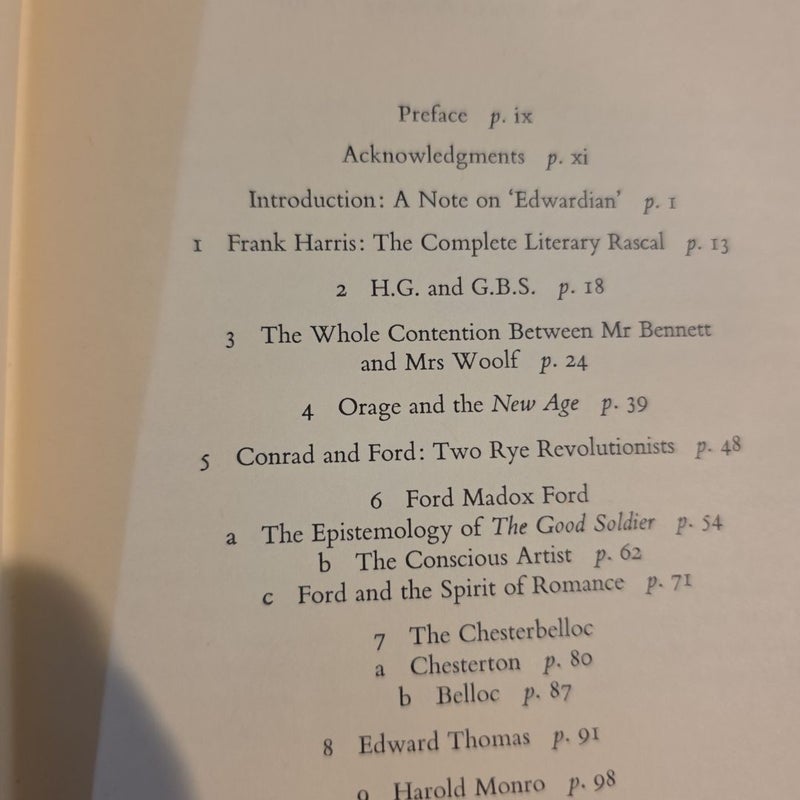 Preface p. ix
Acknowledgments p. xi
Introduction: A Note on ‘Edwardian’ p. 1
1 Frank Harris: The Complete Literary Rascal p. 13
2 H.G. and G.B.S. p. 18
3 The Whole Contention Between Mr Bennett
and Mrs Woolf p. 24
4 Orage and the New Age p. 39
5 Conrad and Ford: Two Rye Revolutionists p. 48
6 Ford Madox Ford
a The Epistemology of The Good Soldier p. 54
b The Conscious Artist p. 62
c Ford and the Spirit of Romance p. 71
7 The Chesterbelloc
a Chesterton p. 80
b Belloc p. 87
8 Edward Thomas p. 91
9 Harold Monro p. 98